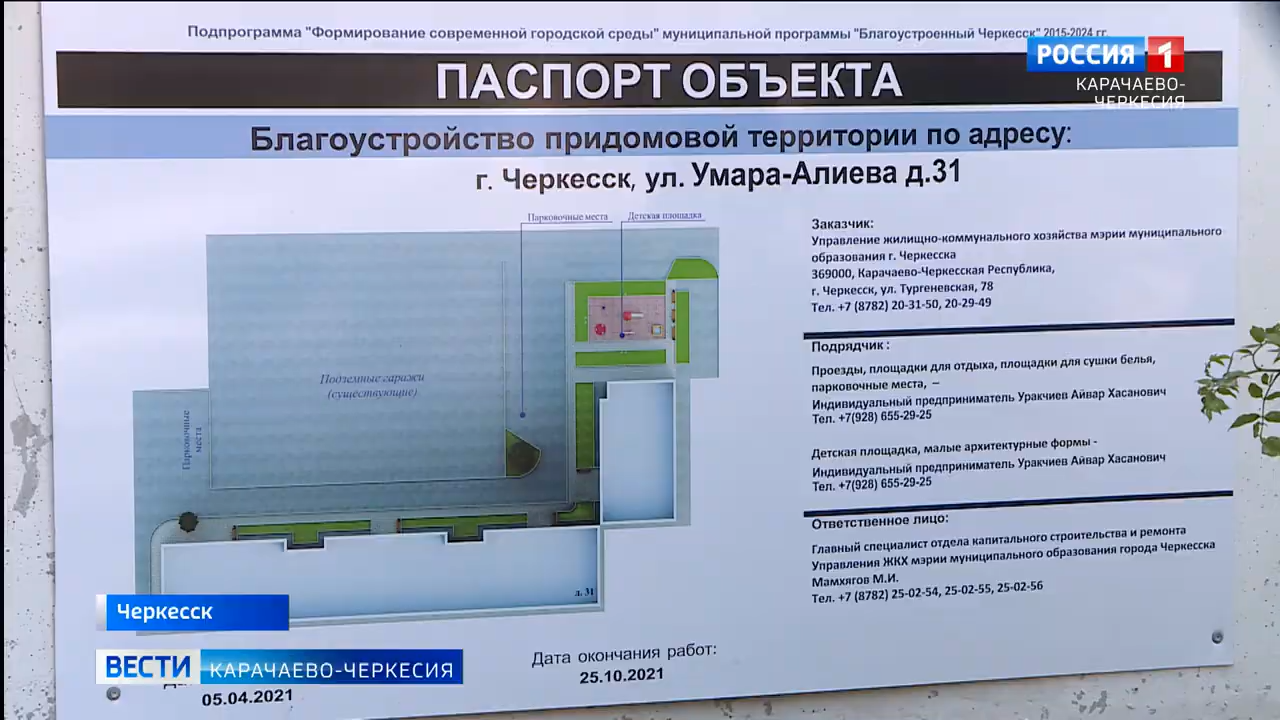 Подпрограмма "Формирование современной городской среды" муниципальной программы "Благоустроенный Черкесск" 2015-2024 гг.
РОССИЯ 1
КАРАЧАЕВО-
ЧЕРКЕСИЯ
ПАСПОРТ ОБЪЕКТА
Благоустройство придомовой территории по адресу:
г. Черкесск, ул. Умара-Алиева д.31
Парковочные места
Детская площадка
Подземные гаражи
(существующие)
Парковочные
места
д. 31
Заказчик:
Управление жилищно-коммунального хозяйства мэрии муниципального
образования г. Черкесска
369000, Карачаево-Черкесская Республика,
г. Черкесск, ул. Тургеневская, 78
Тел. +7 (8782) 20-31-50, 20-29-49
Подрядчик :
Проезды, площадки для отдыха, площадки для сушки белья,
парковочные места, –
Индивидуальный предприниматель Уракчиев Айвар Хасанович
Тел. +7(928) 655-29-25
Детская площадка, малые архитектурные формы -
Индивидуальный предприниматель Уракчиев Айвар Хасанович
Тел. +7(928) 655-29-25
Ответственное лицо:
Главный специалист отдела капитального строительства и ремонта
Управления ЖКХ мэрии муниципального образования города Черкесска
Мамхягов М.И.
Тел. +7 (8782) 25-02-54, 25-02-55, 25-02-56
Черкесск
ВЕСТИ КАРАЧАЕВО-ЧЕРКЕСИЯ
05.04.2021
Дата окончания работ:
25.10.2021